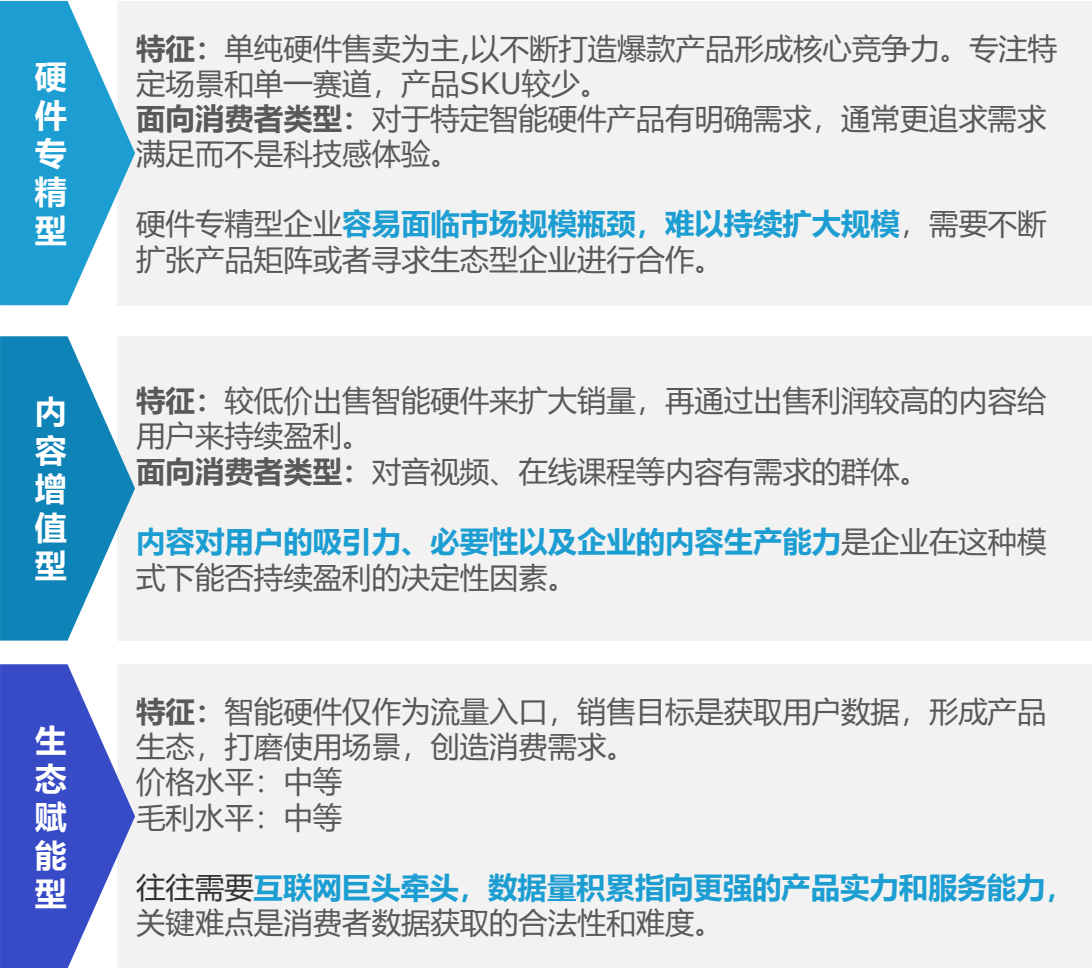 硬件专精型
特征：单纯硬件售卖为主,以不断打造爆款产品形成核心竞争力。专注特
定场景和单一赛道，产品SKU较少。
面向消费者类型：对于特定智能硬件产品有明确需求，通常更追求需求
满足而不是科技感体验。
硬件专精型企业容易面临市场规模瓶颈，难以持续扩大规模，需要不断
扩张产品矩阵或者寻求生态型企业进行合作。
内容增值型
特征：较低价出售智能硬件来扩大销量，再通过出售利润较高的内容给
用户来持续盈利。
面向消费者类型：对音视频、在线课程等内容有需求的群体。
内容对用户的吸引力、必要性以及企业的内容生产能力是企业在这种模
式下能否持续盈利的决定性因素。
生态赋能型
特征：智能硬件仅作为流量入口，销售目标是获取用户数据，形成产品
生态，打磨使用场景，创造消费需求。
价格水平：中等
毛利水平：中等
往往需要互联网巨头牵头，数据量积累指向更强的产品实力和服务能力，
关键难点是消费者数据获取的合法性和难度。